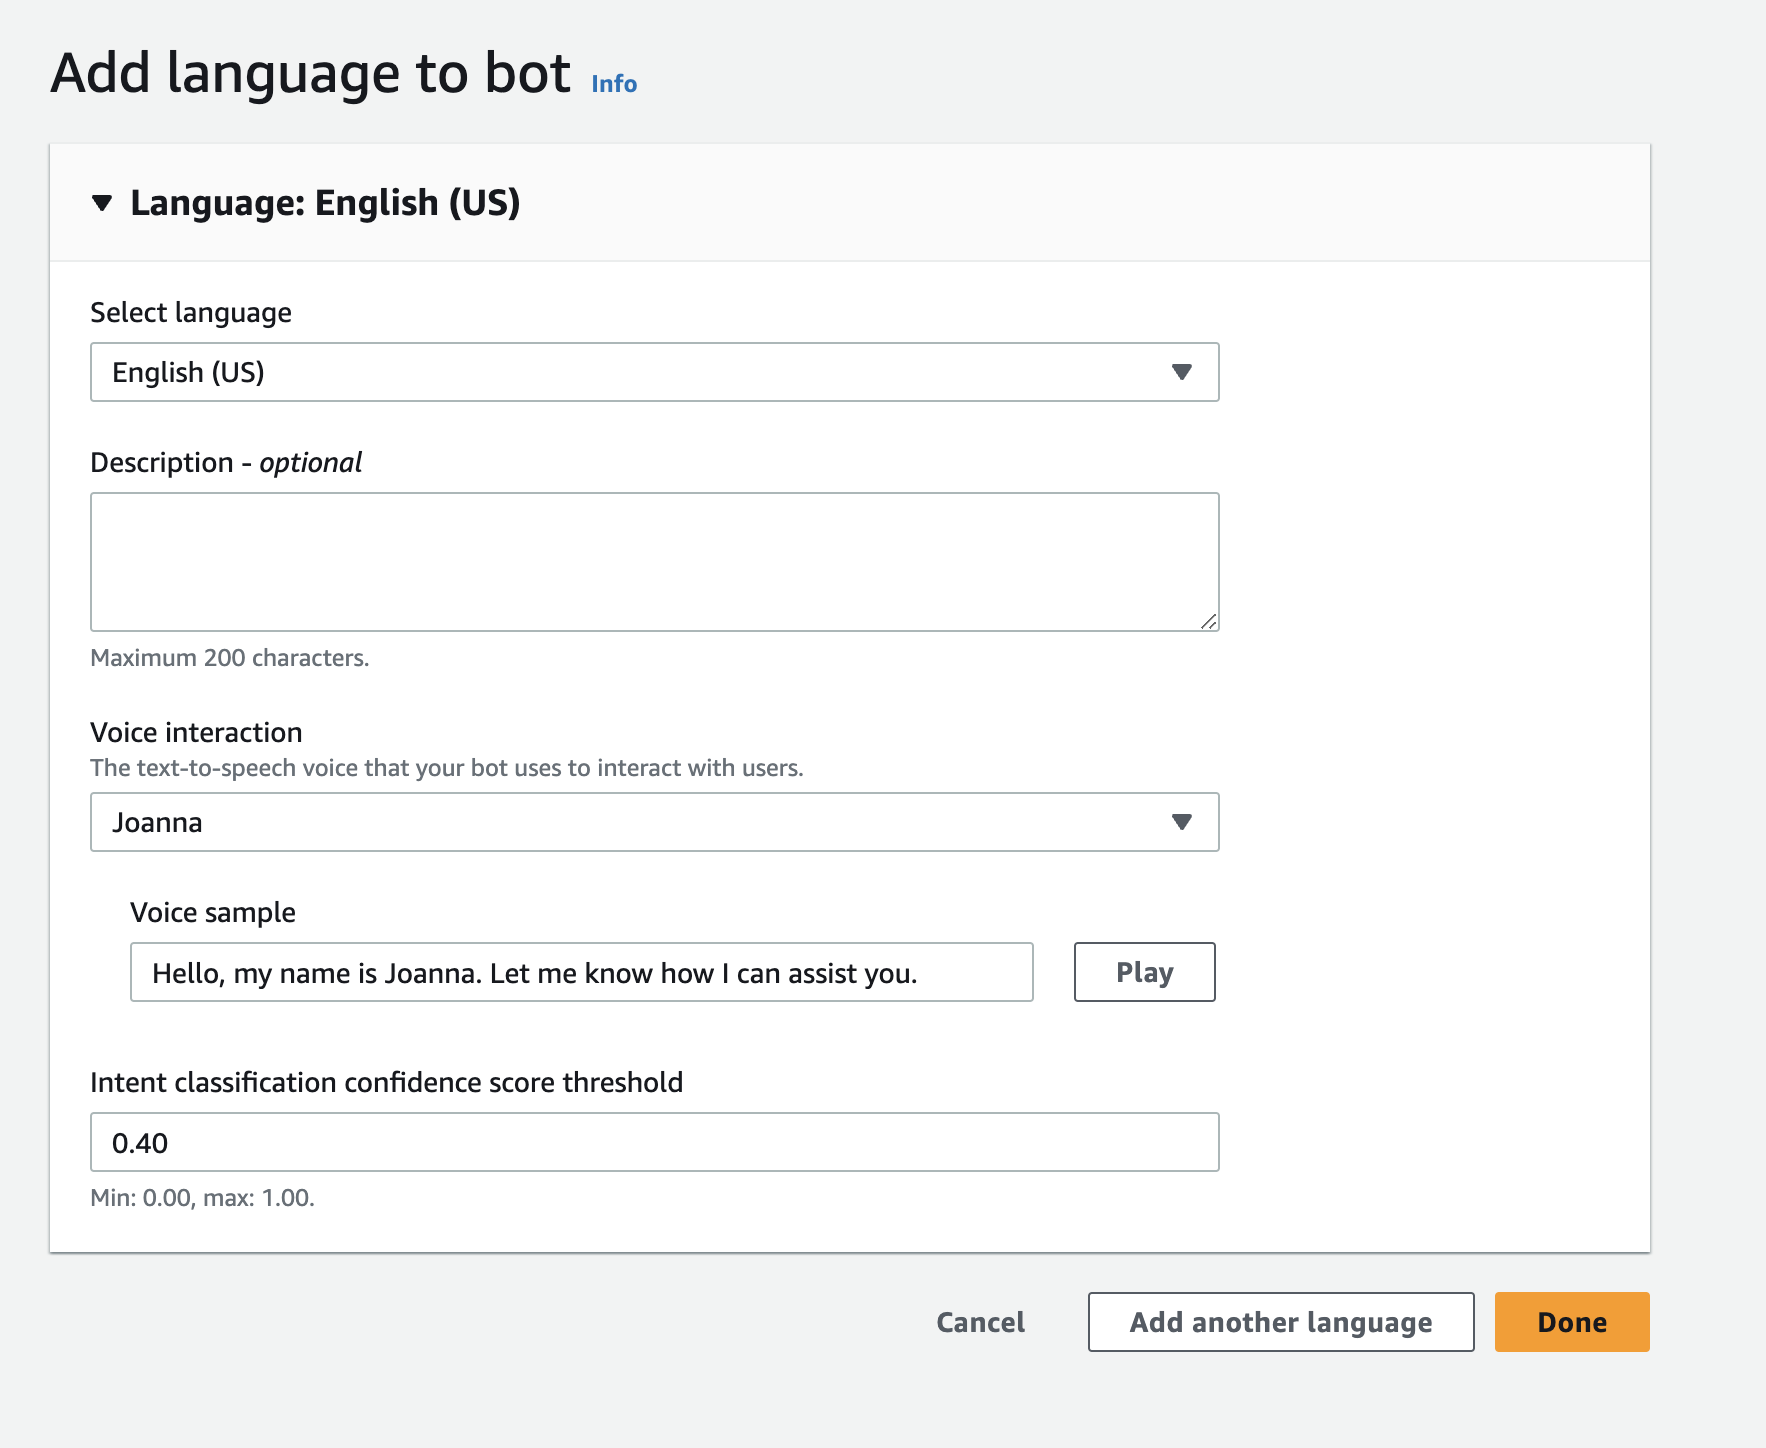 Add language to bot Info
Language: English (US)
Select language
English (US)
Description - optional
Maximum 200 characters.
Voice interaction
The text-to-speech voice that your bot uses to interact with users.
Joanna
Voice sample
Hello, my name is Joanna. Let me know how I can assist you.
Play
Intent classification confidence score threshold
0.40
Min: 0.00, max: 1.00.
Cancel
Add another language
Done